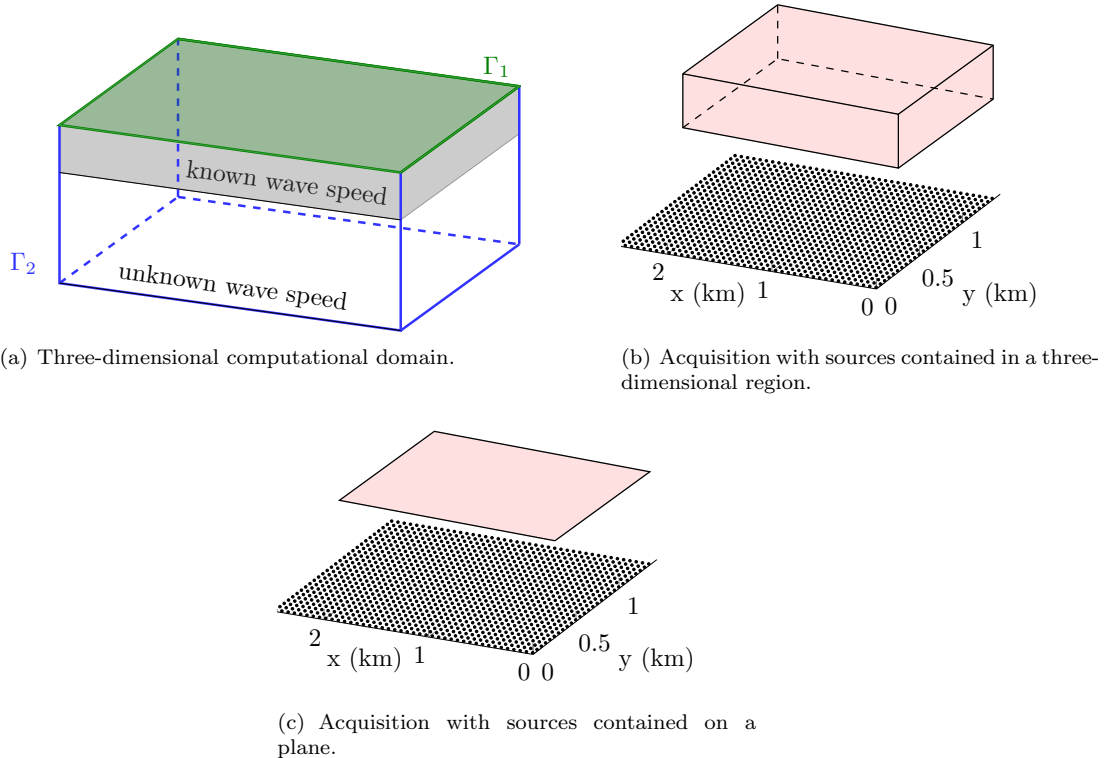 Γ1
known wave speed
Γ2
unknown wave speed
(a) Three-dimensional computational domain.
2
x (km)
1
0
0
0.5
y (km)
1
(b) Acquisition with sources contained in a three-
dimensional region.
2
x (km)
1
0
0
0.5
y (km)
1
(c) Acquisition with sources contained on a
plane.